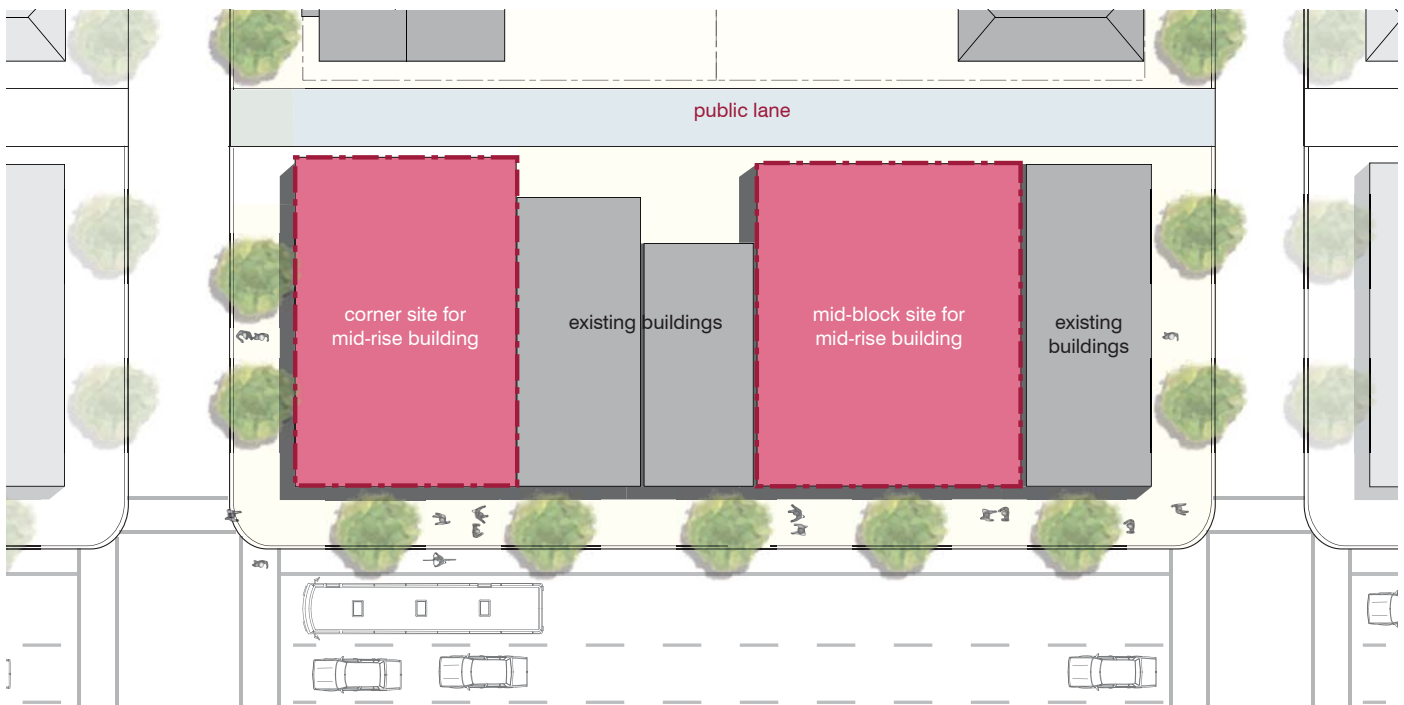 public lane
corner site for
mid-rise building
existing buildings
mid-block site for
mid-rise building
existing
buildings